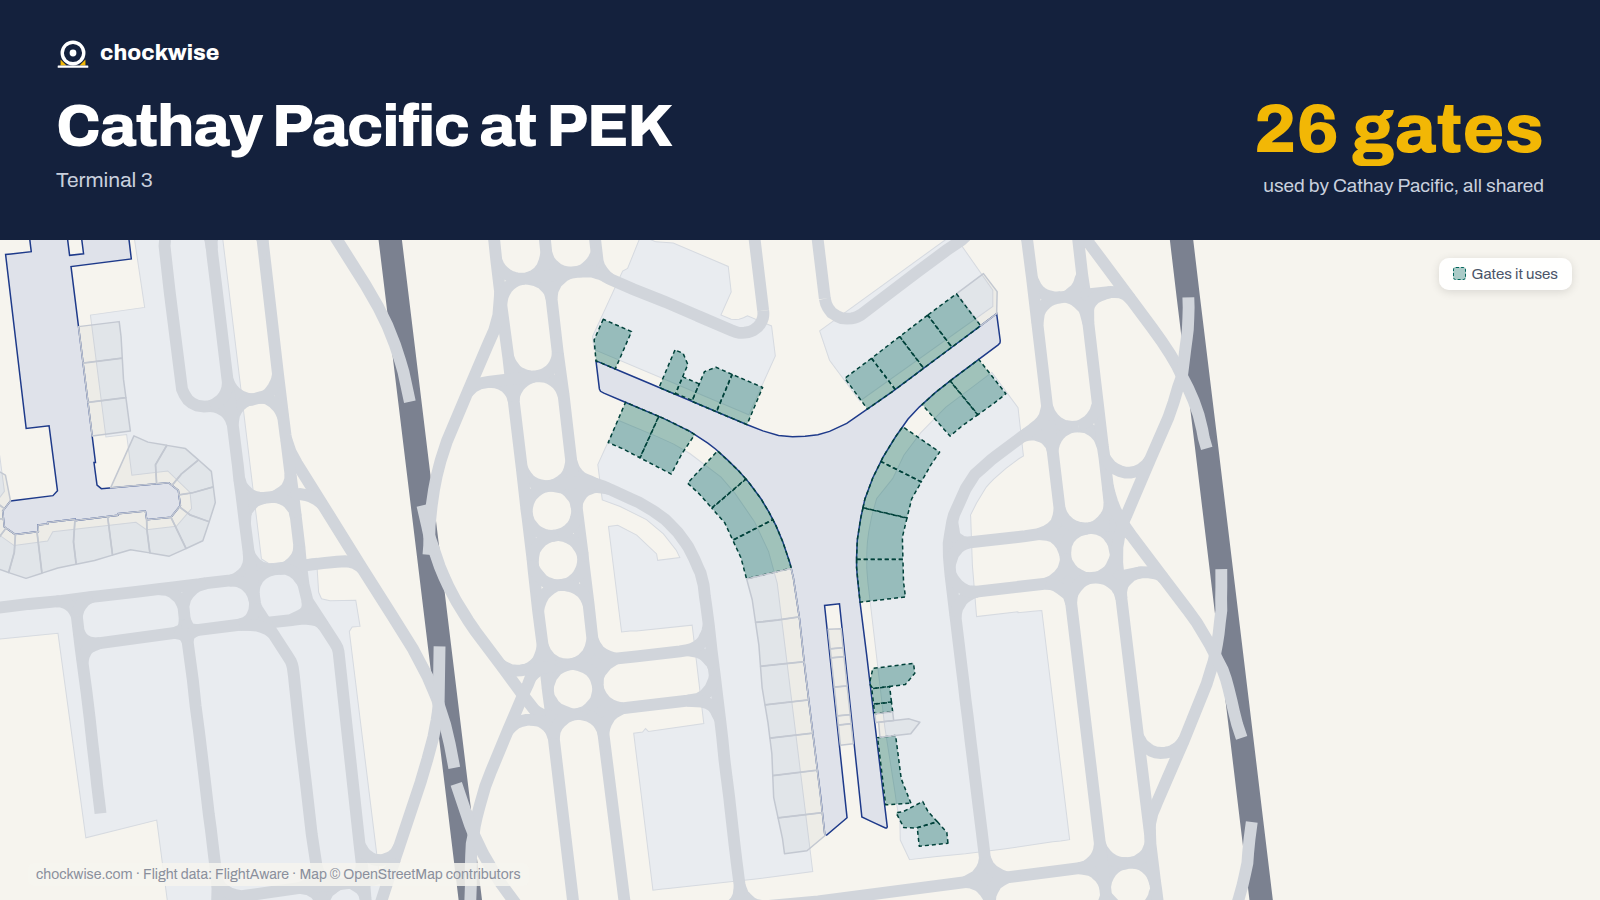 chockwise
Cathay Pacific at PEK
Terminal 3
26 gates
used by Cathay Pacific, all shared
Gates it uses
chockwise.com · Flight data: FlightAware · Map © OpenStreetMap contributors